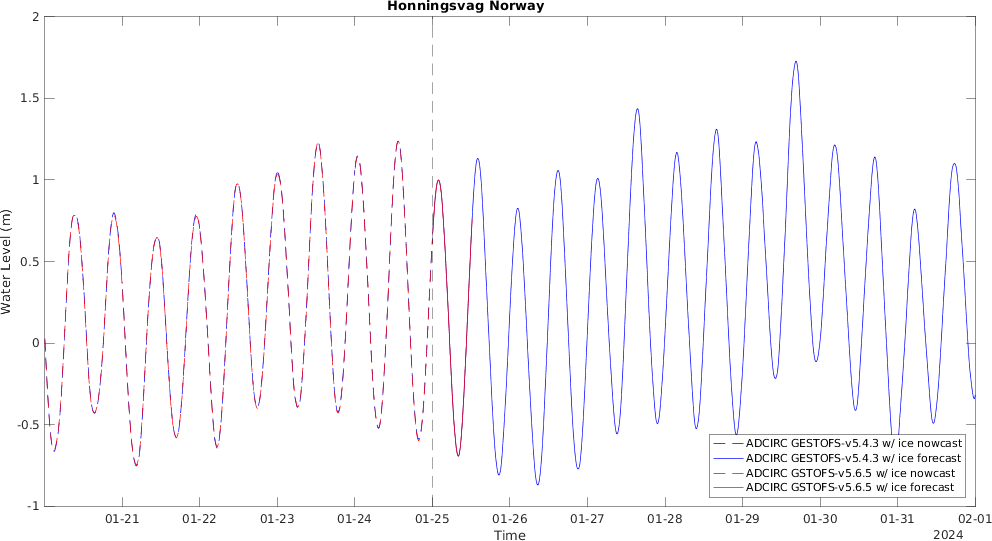 Honningsvag Norway
2
1.5
1
0.5
0
-0.5
-1
Water Level (m)
01-21
01-22
01-23
01-24
01-25
01-26
01-27
01-28
01-29
01-30
01-31
02-01
Time
2024
ADCIRC GESTOFS-v5.4.3 w/ ice nowcast
ADCIRC GESTOFS-v5.4.3 w/ ice forecast
ADCIRC GSTOFS-v5.6.5 w/ ice nowcast
ADCIRC GSTOFS-v5.6.5 w/ ice forecast